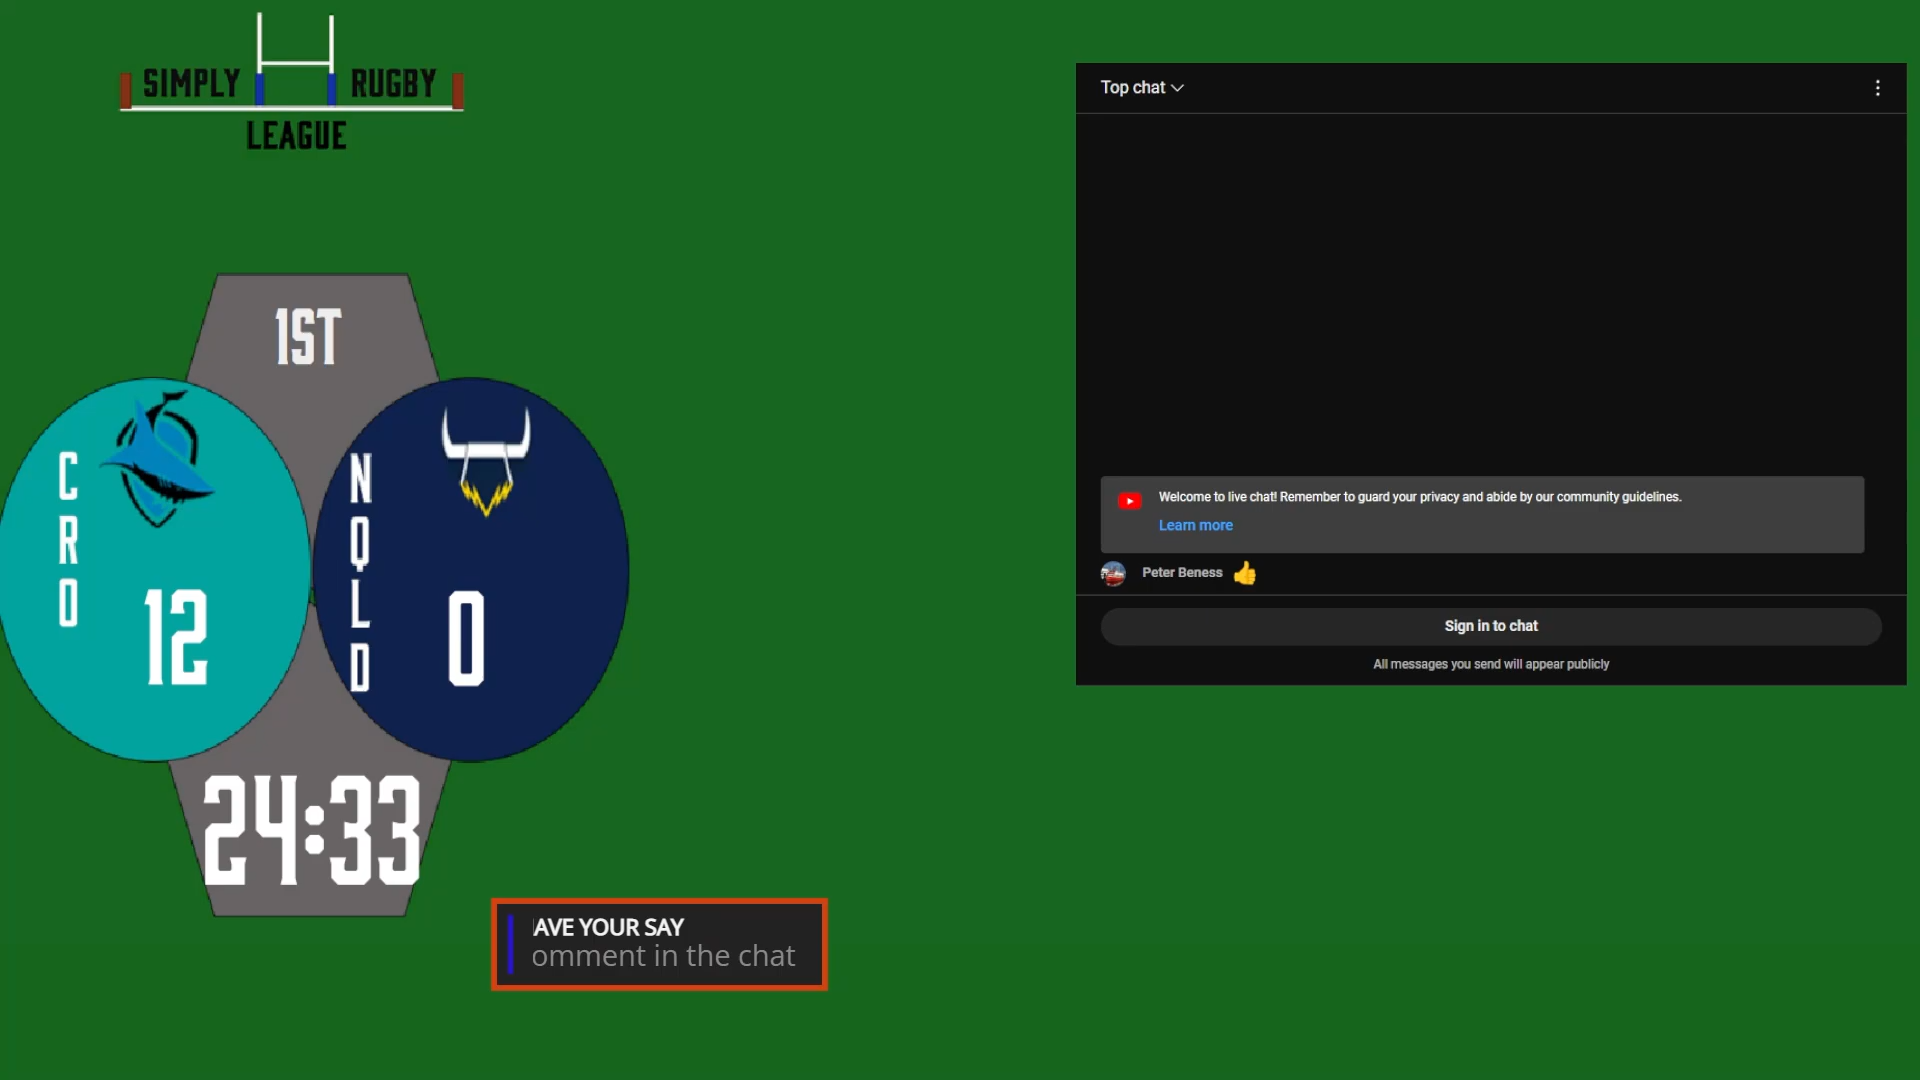 SIMPLY RUGBY
LEAGUE
1ST
CRO
12
NQLD
0
24:33
AVE YOUR SAY
omment in the chat
Top chat
Welcome to live chat! Remember to guard your privacy and abide by our community guidelines.
Learn more
Peter Beness 👍
Sign in to chat
All messages you send will appear publicly